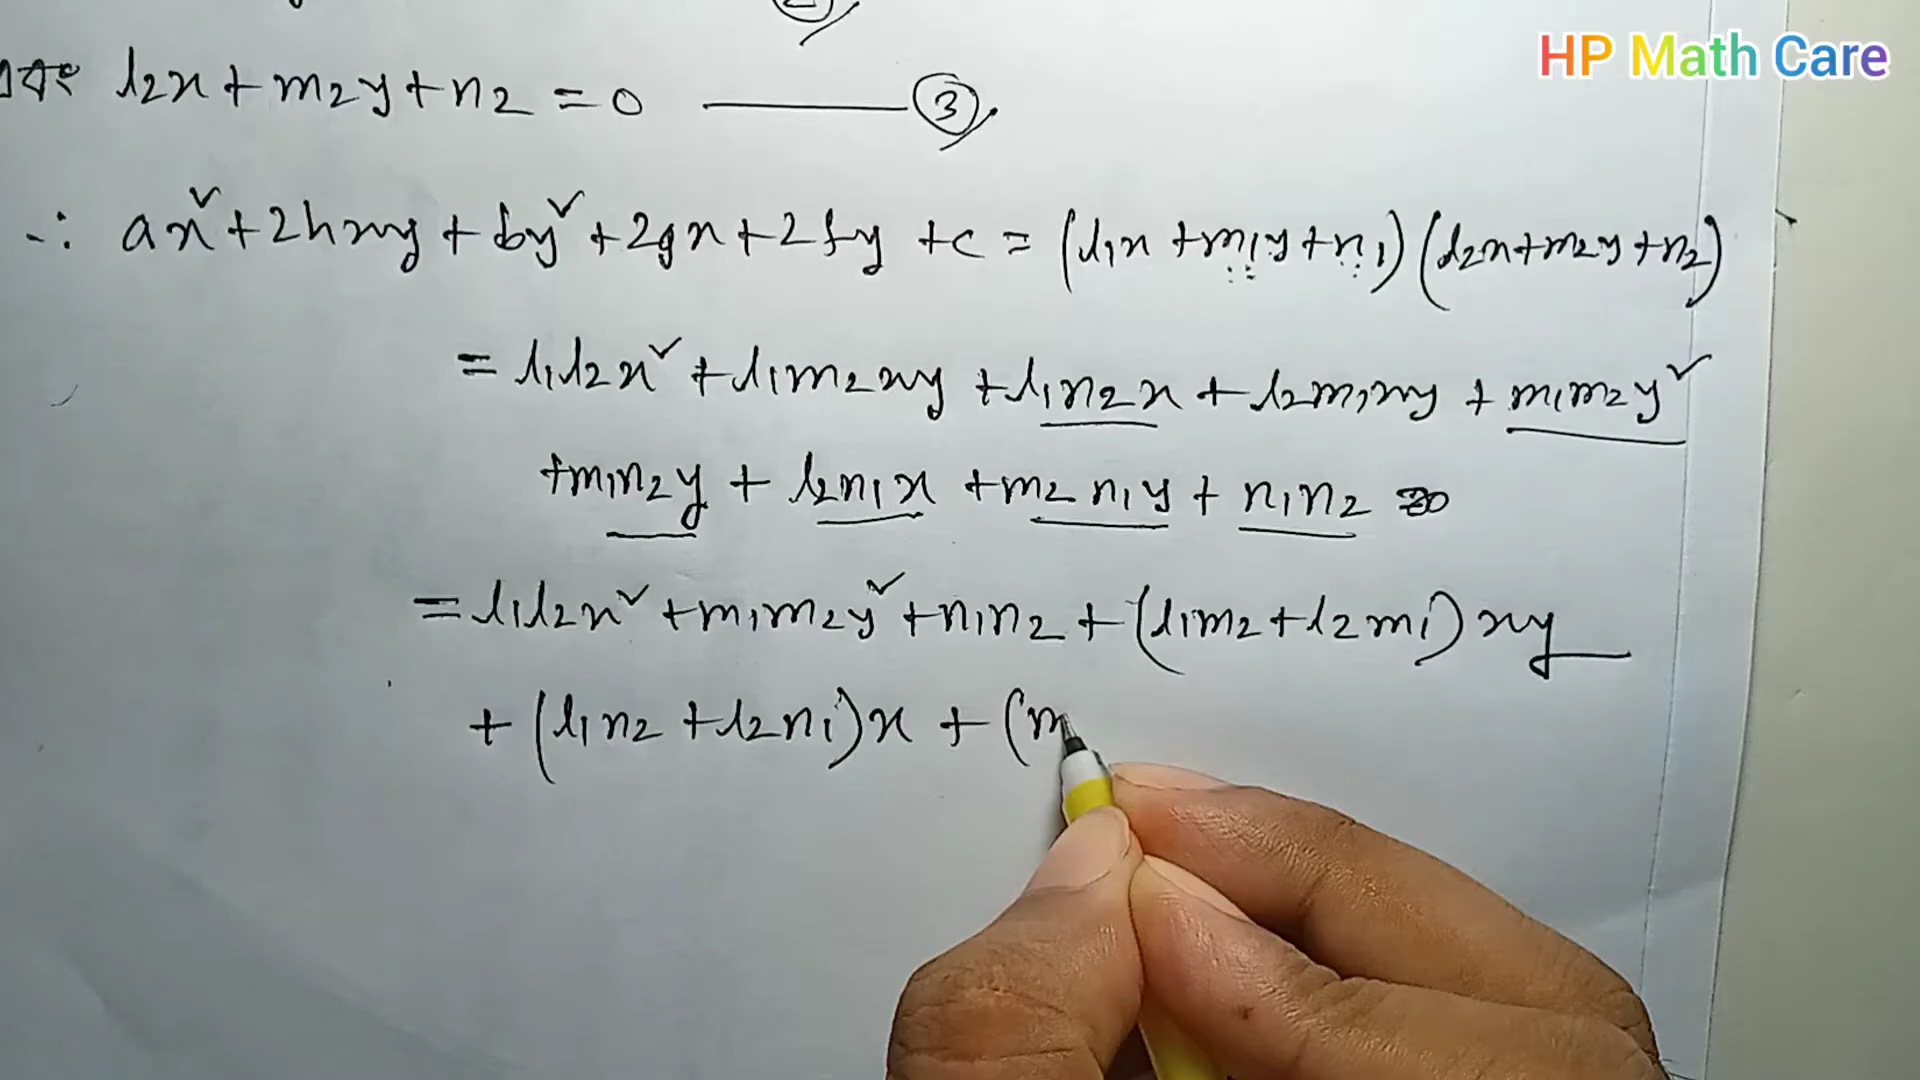 HP Math Care
②
এবং l₂x + m₂y + n₂ = 0 ——— ③
∴ ax² + 2hxy + by² + 2gx + 2fy + c = (l₁x + m₁y + n₁)(l₂x + m₂y + n₂)
= l₁l₂x² + l₁m₂xy + l₁n₂x + l₂m₁xy + m₁m₂y²
+ m₁n₂y + l₂n₁x + m₂n₁y + n₁n₂
= l₁l₂x² + m₁m₂y² + n₁n₂ + (l₁m₂ + l₂m₁)xy
+ (l₁n₂ + l₂n₁)x + (m